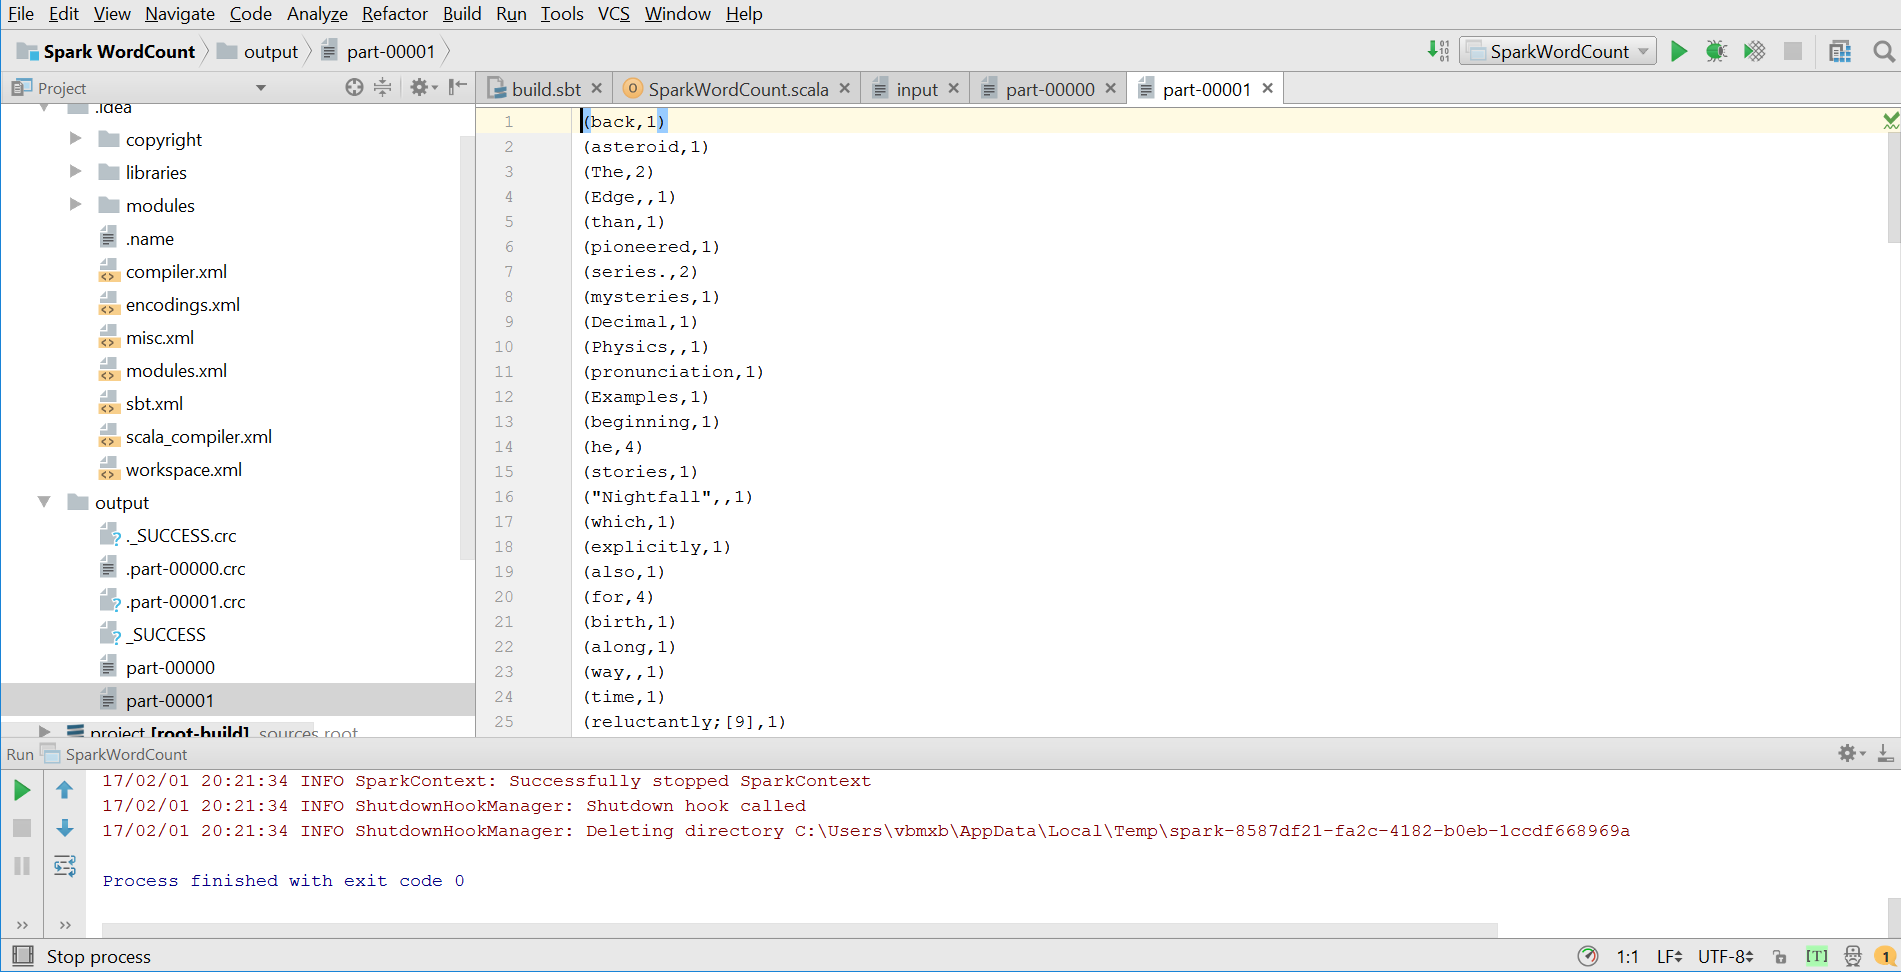 File Edit View Navigate Code Analyze Refactor Build Run Tools VCS Window Help
Spark WordCount output part-00001 SparkWordCount
Project
build.sbt SparkWordCount.scala input part-00000 part-00001
.idea
copyright
libraries
modules
.name
compiler.xml
encodings.xml
misc.xml
modules.xml
sbt.xml
scala_compiler.xml
workspace.xml
output
._SUCCESS.crc
.part-00000.crc
.part-00001.crc
_SUCCESS
part-00000
part-00001
project [root-build] sources root
1 (back,1)
2 (asteroid,1)
3 (The,2)
4 (Edge,,1)
5 (than,1)
6 (pioneered,1)
7 (series.,2)
8 (mysteries,1)
9 (Decimal,1)
10 (Physics,,1)
11 (pronunciation,1)
12 (Examples,1)
13 (beginning,1)
14 (he,4)
15 (stories,1)
16 ("Nightfall",,1)
17 (which,1)
18 (explicitly,1)
19 (also,1)
20 (for,4)
21 (birth,1)
22 (along,1)
23 (way,,1)
24 (time,1)
25 (reluctantly;[9],1)
Run SparkWordCount
17/02/01 20:21:34 INFO SparkContext: Successfully stopped SparkContext
17/02/01 20:21:34 INFO ShutdownHookManager: Shutdown hook called
17/02/01 20:21:34 INFO ShutdownHookManager: Deleting directory C:\Users\vbmxb\AppData\Local\Temp\spark-8587df21-fa2c-4182-b0eb-1ccdf668969a
Process finished with exit code 0
Stop process 1:1 LF UTF-8 [T] 1